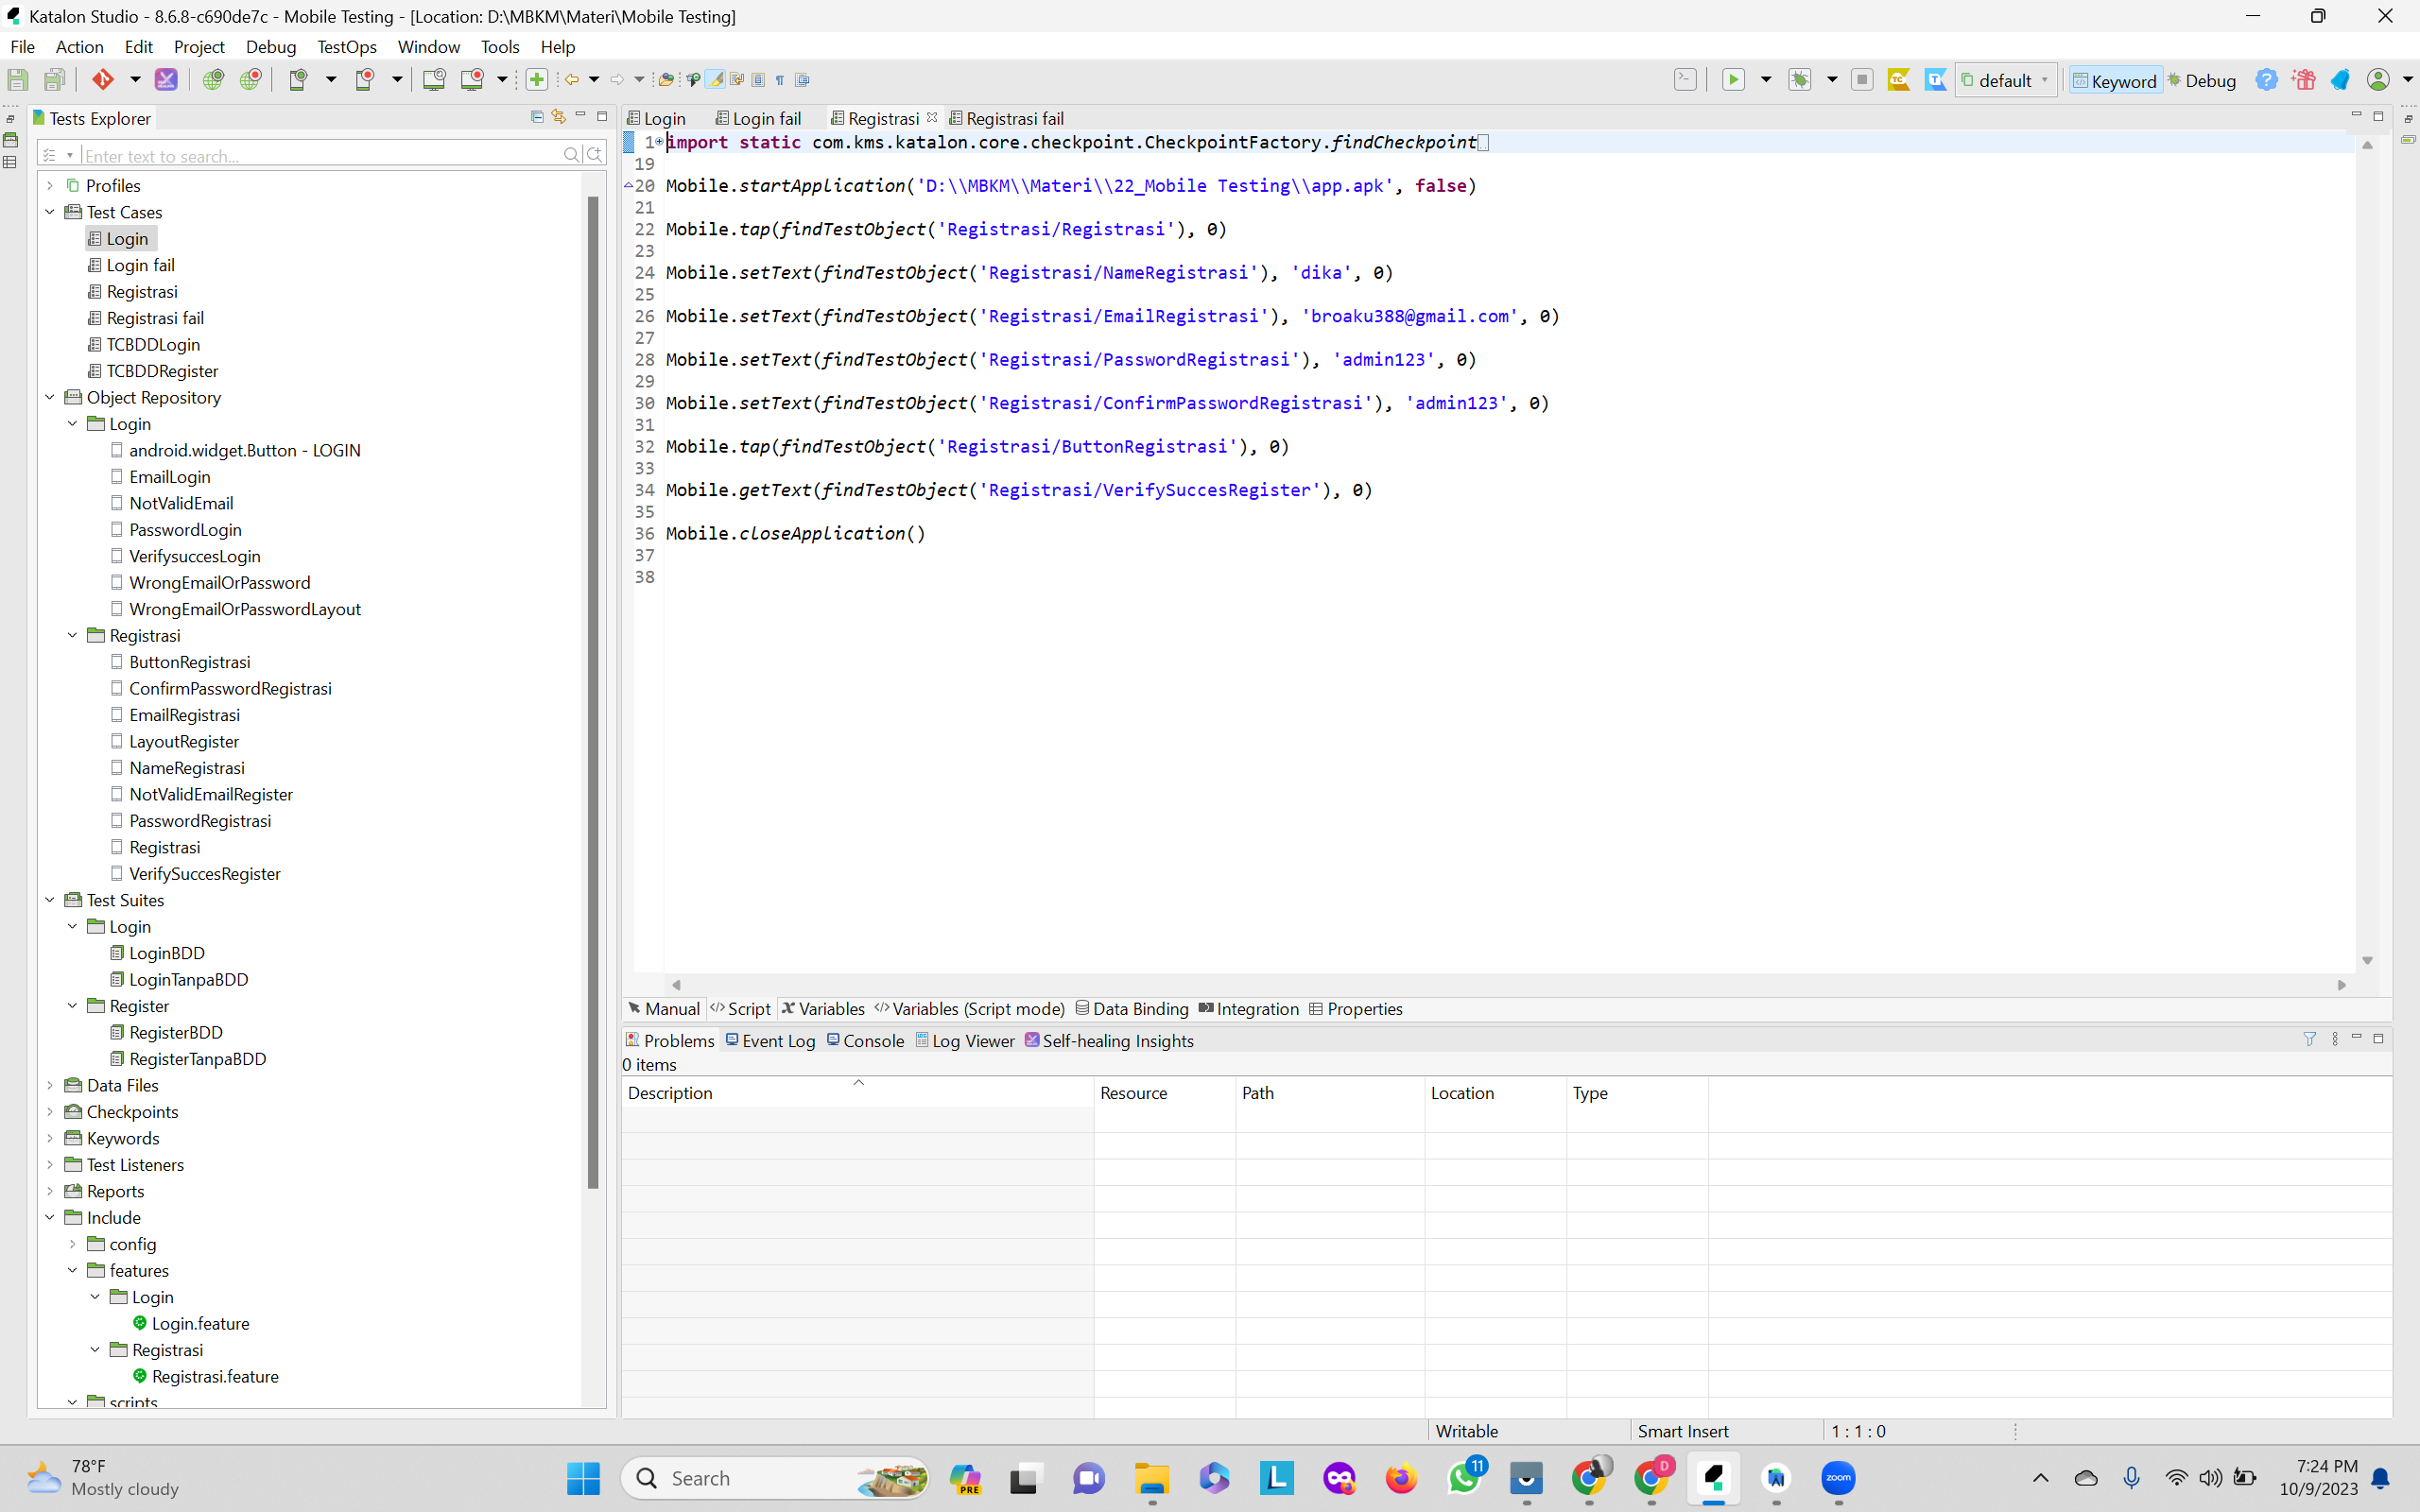 Katalon Studio - 8.6.8-c690de7c - Mobile Testing - [Location: D:\MBKM\Materi\Mobile Testing]
File Action Edit Project Debug TestOps Window Tools Help
default Keyword Debug
Tests Explorer
Enter text to search...
Profiles
Test Cases
Login
Login fail
Registrasi
Registrasi fail
TCBDDLogin
TCBDDRegister
Object Repository
Login
android.widget.Button - LOGIN
EmailLogin
NotValidEmail
PasswordLogin
VerifysuccesLogin
WrongEmailOrPassword
WrongEmailOrPasswordLayout
Registrasi
ButtonRegistrasi
ConfirmPasswordRegistrasi
EmailRegistrasi
LayoutRegister
NameRegistrasi
NotValidEmailRegister
PasswordRegistrasi
Registrasi
VerifySuccesRegister
Test Suites
Login
LoginBDD
LoginTanpaBDD
Register
RegisterBDD
RegisterTanpaBDD
Data Files
Checkpoints
Keywords
Test Listeners
Reports
Include
config
features
Login
Login.feature
Registrasi
Registrasi.feature
scripts
Login Login fail Registrasi Registrasi fail
1 import static com.kms.katalon.core.checkpoint.CheckpointFactory.findCheckpoint
19
20 Mobile.startApplication('D:\\MBKM\\Materi\\22_Mobile Testing\\app.apk', false)
21
22 Mobile.tap(findTestObject('Registrasi/Registrasi'), 0)
23
24 Mobile.setText(findTestObject('Registrasi/NameRegistrasi'), 'dika', 0)
25
26 Mobile.setText(findTestObject('Registrasi/EmailRegistrasi'), 'broaku388@gmail.com', 0)
27
28 Mobile.setText(findTestObject('Registrasi/PasswordRegistrasi'), 'admin123', 0)
29
30 Mobile.setText(findTestObject('Registrasi/ConfirmPasswordRegistrasi'), 'admin123', 0)
31
32 Mobile.tap(findTestObject('Registrasi/ButtonRegistrasi'), 0)
33
34 Mobile.getText(findTestObject('Registrasi/VerifySuccesRegister'), 0)
35
36 Mobile.closeApplication()
37
38
Manual Script Variables Variables (Script mode) Data Binding Integration Properties
Problems Event Log Console Log Viewer Self-healing Insights
0 items
Description Resource Path Location Type
Writable Smart Insert 1 : 1 : 0
78°F
Mostly cloudy
Search
PRE
L
11
D
zoom
7:24 PM
10/9/2023